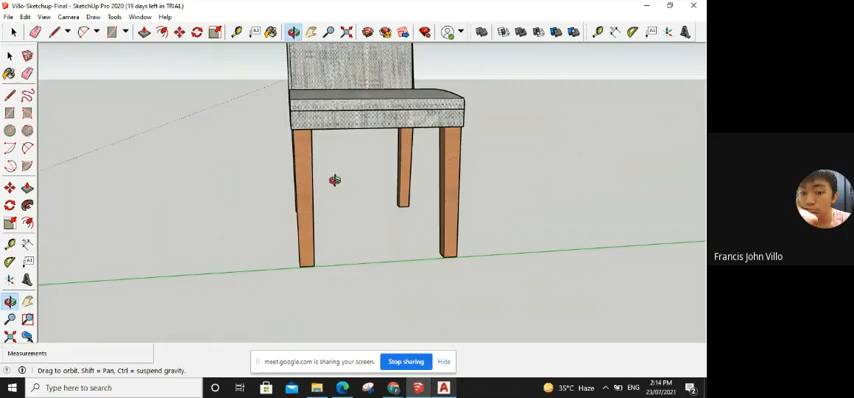 Villo-Sketchup-Final - SketchUp Pro 2020 (19 days left in TRIAL)
File Edit View Camera Draw Tools Window Help
Francis John Villo
Measurements
meet.google.com is sharing your screen. Stop sharing Hide
Drag to orbit. Shift = Pan, Ctrl = suspend gravity.
Type here to search
35°C Haze
ENG
2:14 PM
23/07/2021